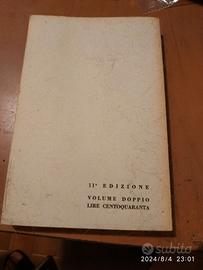 11ª EDIZIONE
VOLUME DOPPIO
LIRE CENTOQUARANTA
subito
2024/8/4 23:01